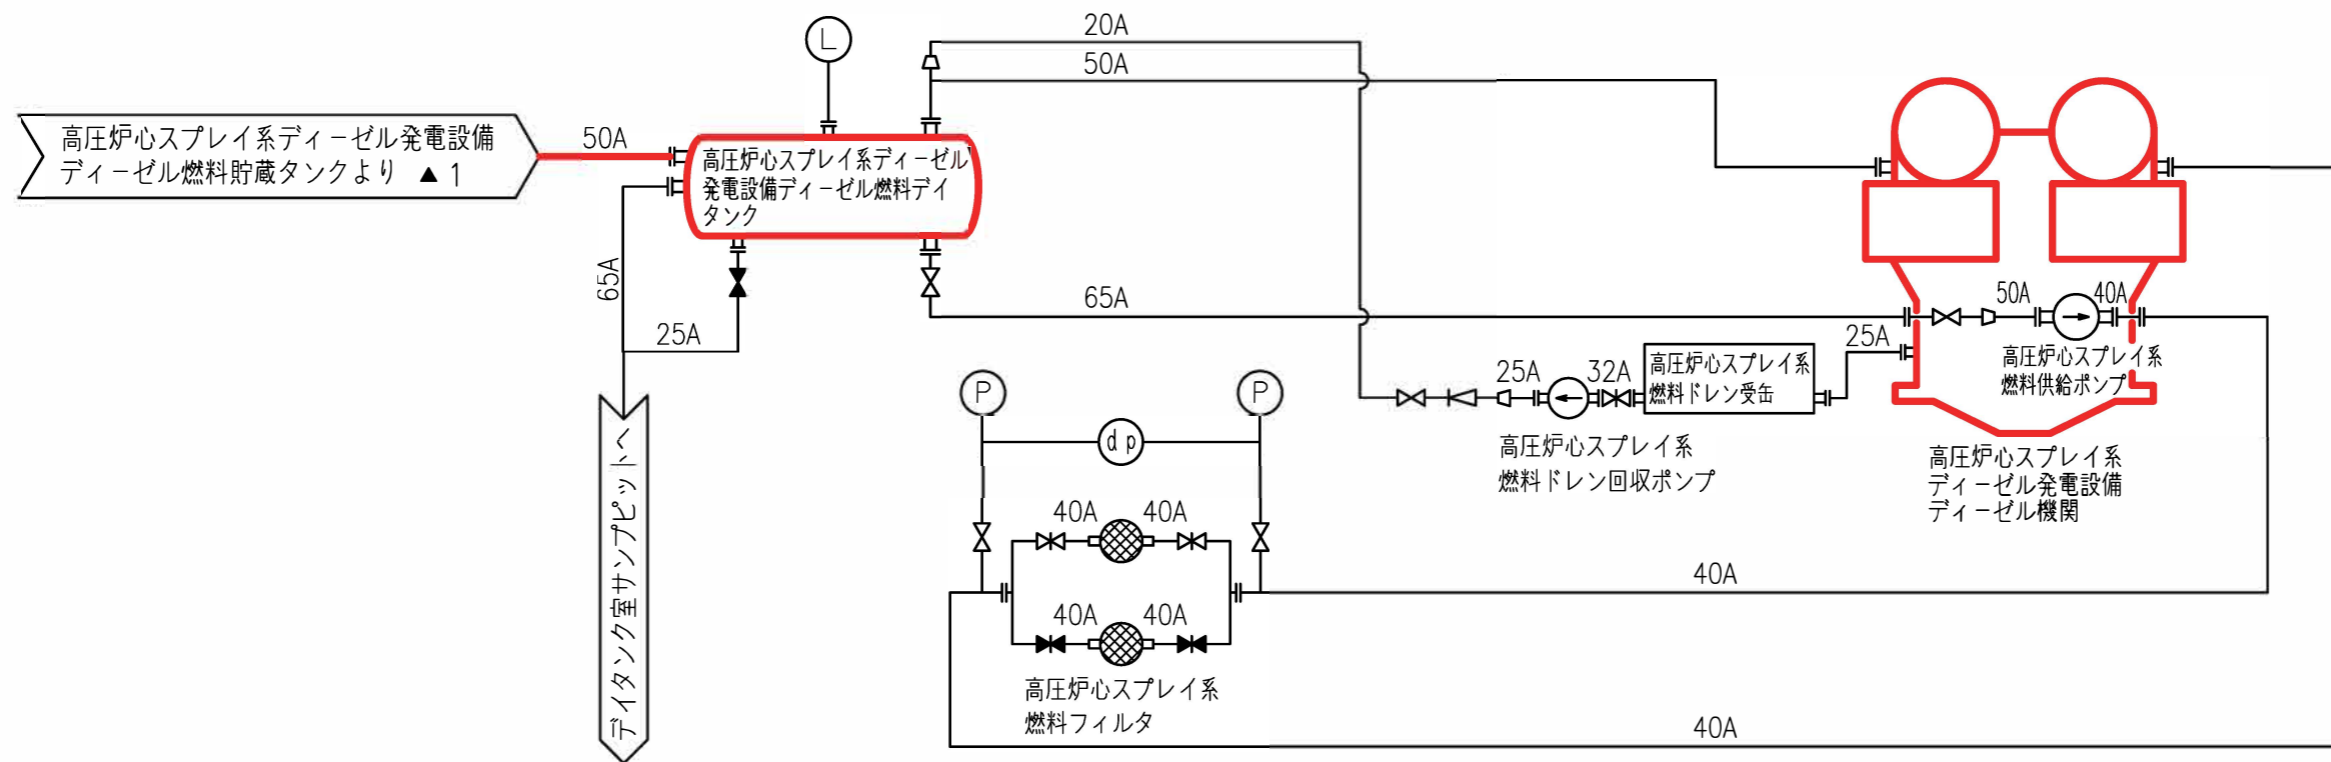 高圧炉心スプレイ系ディーゼル発電設備
ディーゼル燃料貯蔵タンクより ▲ 1
50A
L
高圧炉心スプレイ系ディーゼル
発電設備ディーゼル燃料デイ
タンク
20A
50A
65A
25A
65A
デイタンク室サンプピットへ
50A
40A
高圧炉心スプレイ系
燃料供給ポンプ
25A
高圧炉心スプレイ系
燃料ドレン受缶
32A
25A
高圧炉心スプレイ系
燃料ドレン回収ポンプ
高圧炉心スプレイ系
ディーゼル発電設備
ディーゼル機関
P
P
dp
40A
40A
40A
40A
高圧炉心スプレイ系
燃料フィルタ
40A
40A